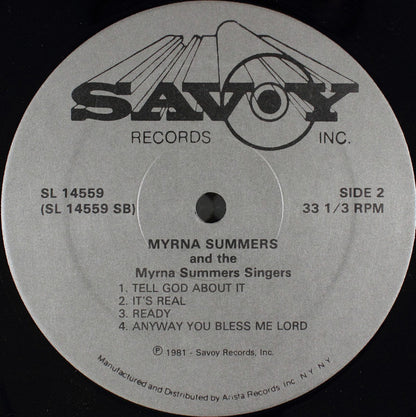 SAVOY
RECORDS INC.
SL 14559 SIDE 2
(SL 14559 SB) 33 1/3 RPM
MYRNA SUMMERS
and the
Myrna Summers Singers
1. TELL GOD ABOUT IT
2. IT'S REAL
3. READY
4. ANYWAY YOU BLESS ME LORD
℗ 1981 - Savoy Records, Inc.
Manufactured and Distributed by Arista Records Inc. N.Y. N.Y.